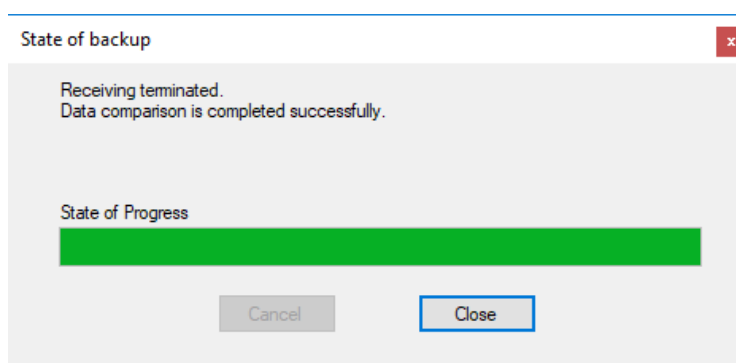 State of backup
x
Receiving terminated.
Data comparison is completed successfully.
State of Progress
Cancel
Close